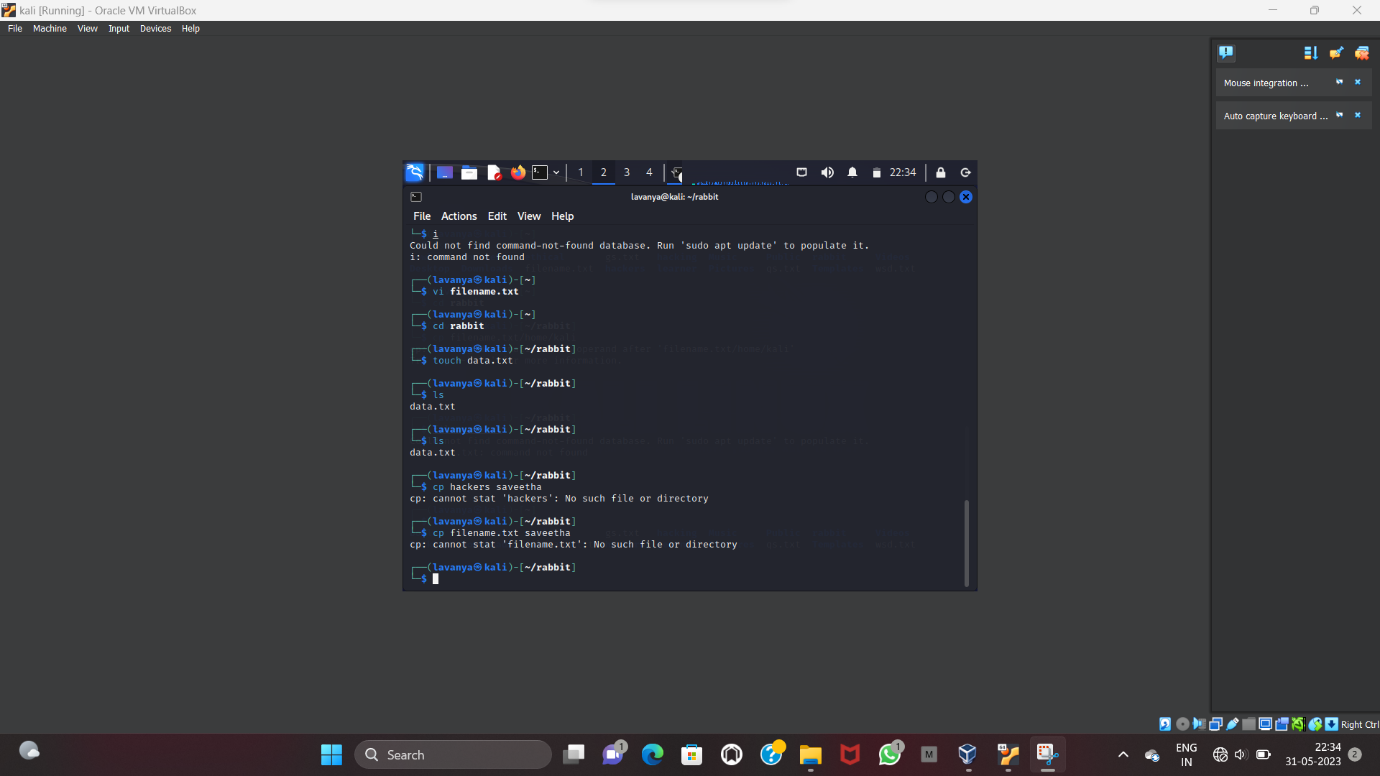 kali [Running] - Oracle VM VirtualBox
File Machine View Input Devices Help
Mouse integration ...
Auto capture keyboard ...
1 2 3 4 22:34
lavanya@kali: ~/rabbit
File Actions Edit View Help
└─$ i
Could not find command-not-found database. Run 'sudo apt update' to populate it.
i: command not found
┌──(lavanya㉿kali)-[~]
└─$ vi filename.txt
┌──(lavanya㉿kali)-[~]
└─$ cd rabbit
┌──(lavanya㉿kali)-[~/rabbit]
└─$ touch data.txt
┌──(lavanya㉿kali)-[~/rabbit]
└─$ ls
data.txt
┌──(lavanya㉿kali)-[~/rabbit]
└─$ ls
data.txt
┌──(lavanya㉿kali)-[~/rabbit]
└─$ cp hackers saveetha
cp: cannot stat 'hackers': No such file or directory
┌──(lavanya㉿kali)-[~/rabbit]
└─$ cp filename.txt saveetha
cp: cannot stat 'filename.txt': No such file or directory
┌──(lavanya㉿kali)-[~/rabbit]
└─$
Right Ctrl
Search
1
1
M
ENG
IN
22:34
31-05-2023
2